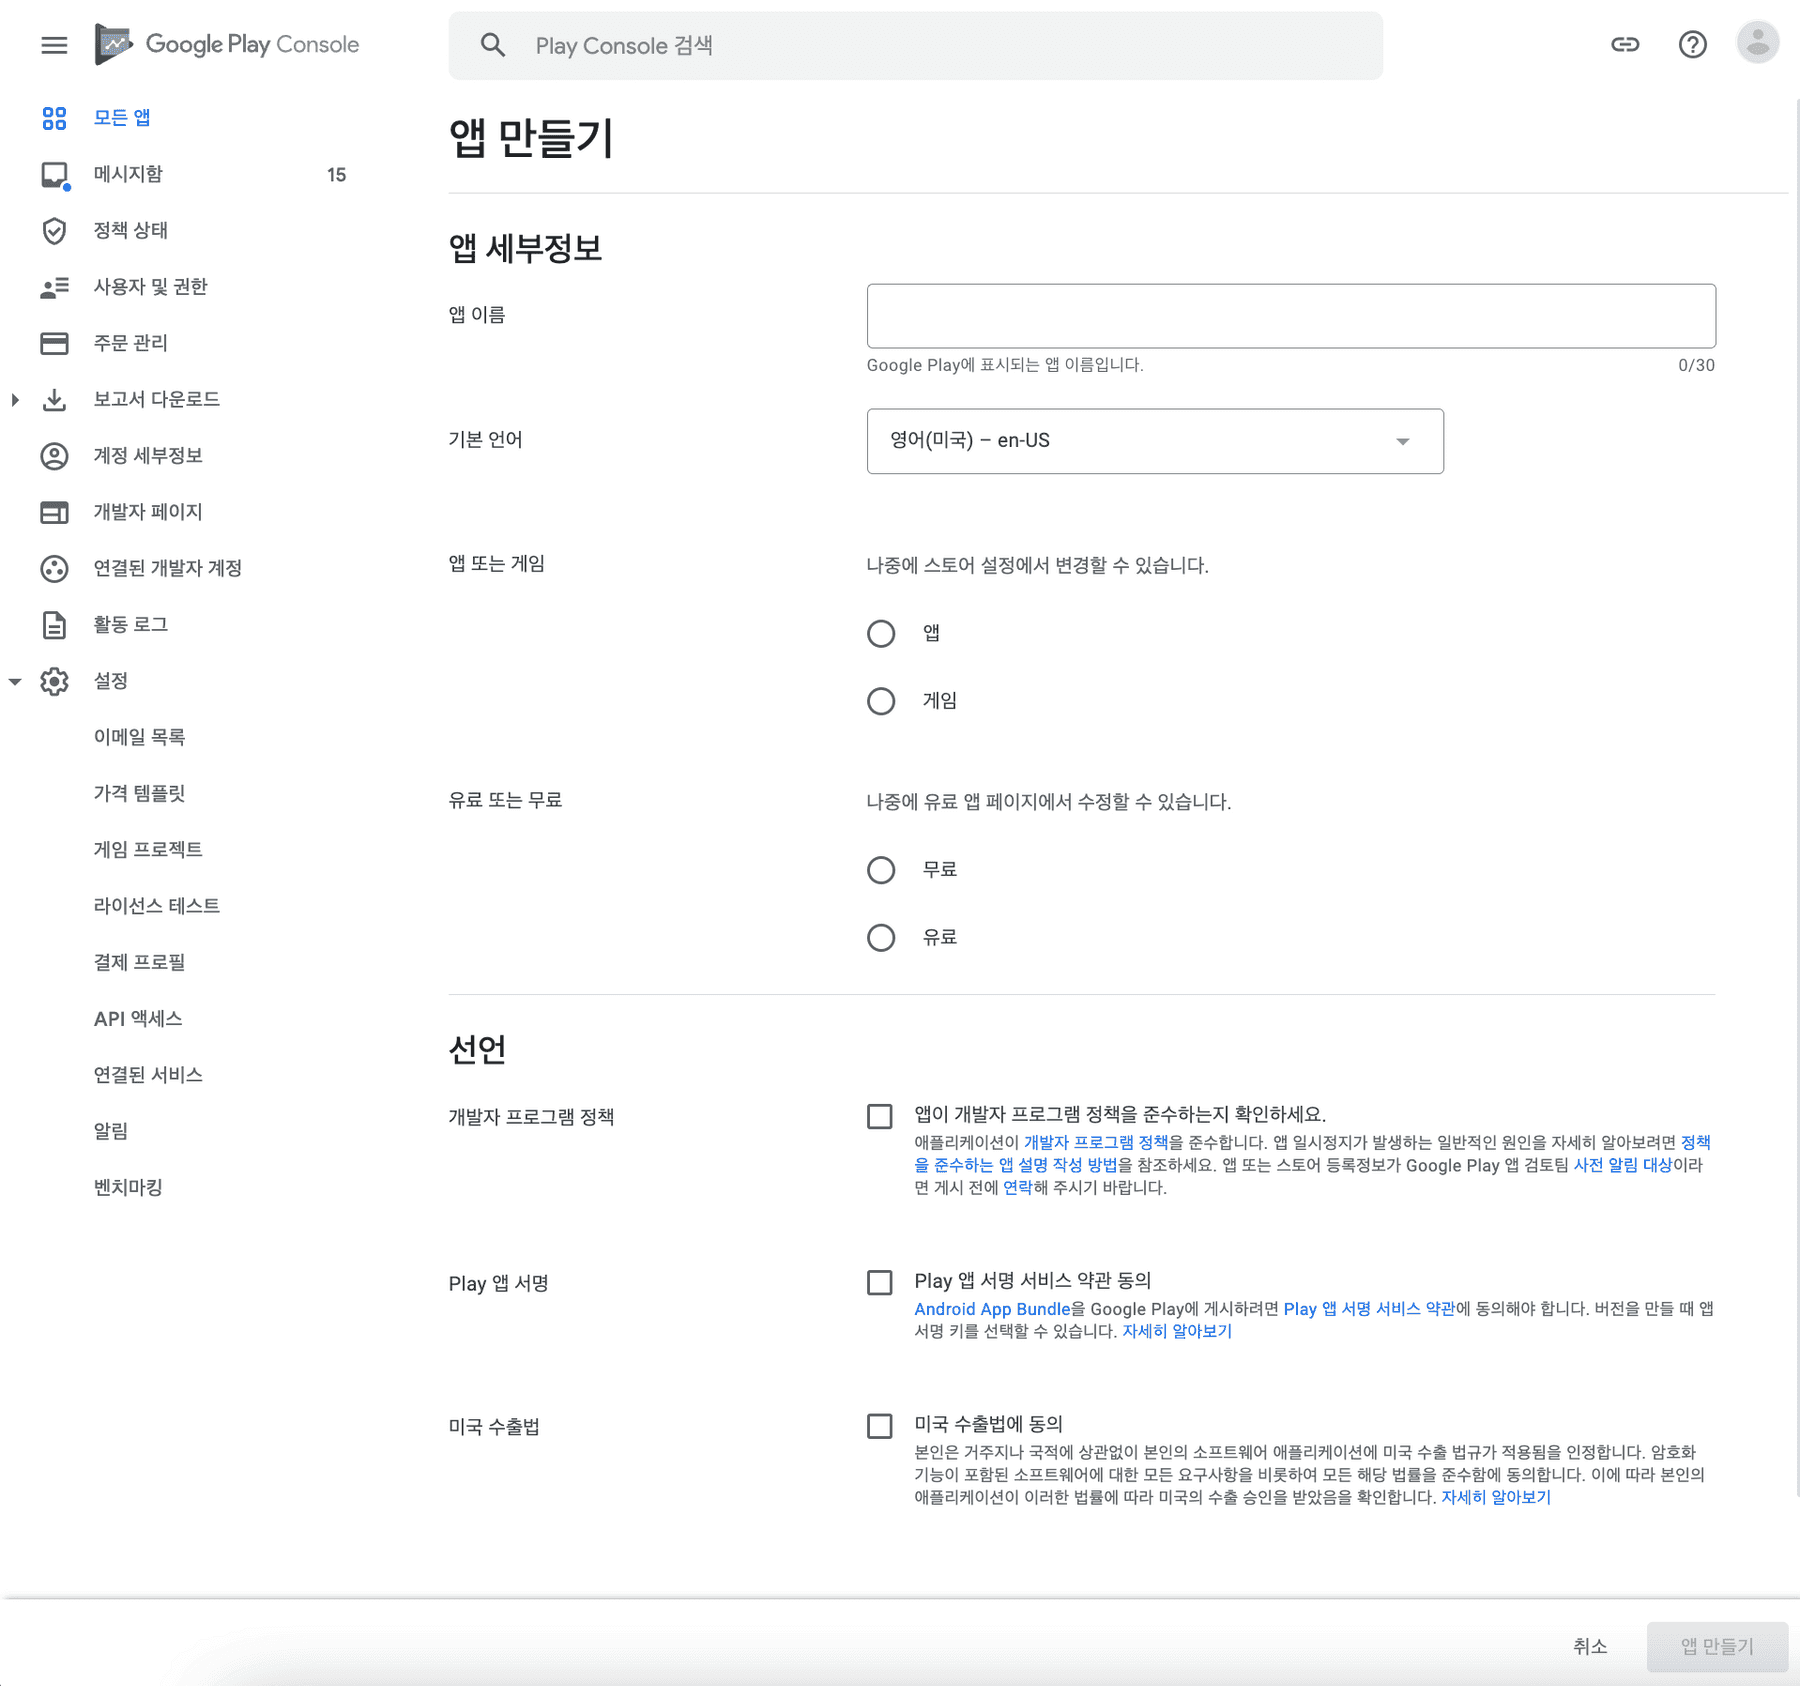 Google Play Console
Play Console 검색
모든 앱
메시지함 15
정책 상태
사용자 및 권한
주문 관리
보고서 다운로드
계정 세부정보
개발자 페이지
연결된 개발자 계정
활동 로그
설정
이메일 목록
가격 템플릿
게임 프로젝트
라이선스 테스트
결제 프로필
API 액세스
연결된 서비스
알림
벤치마킹
앱 만들기
앱 세부정보
앱 이름
Google Play에 표시되는 앱 이름입니다. 0/30
기본 언어
영어(미국) – en-US
앱 또는 게임
나중에 스토어 설정에서 변경할 수 있습니다.
앱
게임
유료 또는 무료
나중에 유료 앱 페이지에서 수정할 수 있습니다.
무료
유료
선언
개발자 프로그램 정책
앱이 개발자 프로그램 정책을 준수하는지 확인하세요.
애플리케이션이 개발자 프로그램 정책을 준수합니다. 앱 일시정지가 발생하는 일반적인 원인을 자세히 알아보려면 정책
을 준수하는 앱 설명 작성 방법을 참조하세요. 앱 또는 스토어 등록정보가 Google Play 앱 검토팀 사전 알림 대상이라
면 게시 전에 연락해 주시기 바랍니다.
Play 앱 서명
Play 앱 서명 서비스 약관 동의
Android App Bundle을 Google Play에 게시하려면 Play 앱 서명 서비스 약관에 동의해야 합니다. 버전을 만들 때 앱
서명 키를 선택할 수 있습니다. 자세히 알아보기
미국 수출법
미국 수출법에 동의
본인은 거주지나 국적에 상관없이 본인의 소프트웨어 애플리케이션에 미국 수출 법규가 적용됨을 인정합니다. 암호화
기능이 포함된 소프트웨어에 대한 모든 요구사항을 비롯하여 모든 해당 법률을 준수함에 동의합니다. 이에 따라 본인의
애플리케이션이 이러한 법률에 따라 미국의 수출 승인을 받았음을 확인합니다. 자세히 알아보기
취소
앱 만들기